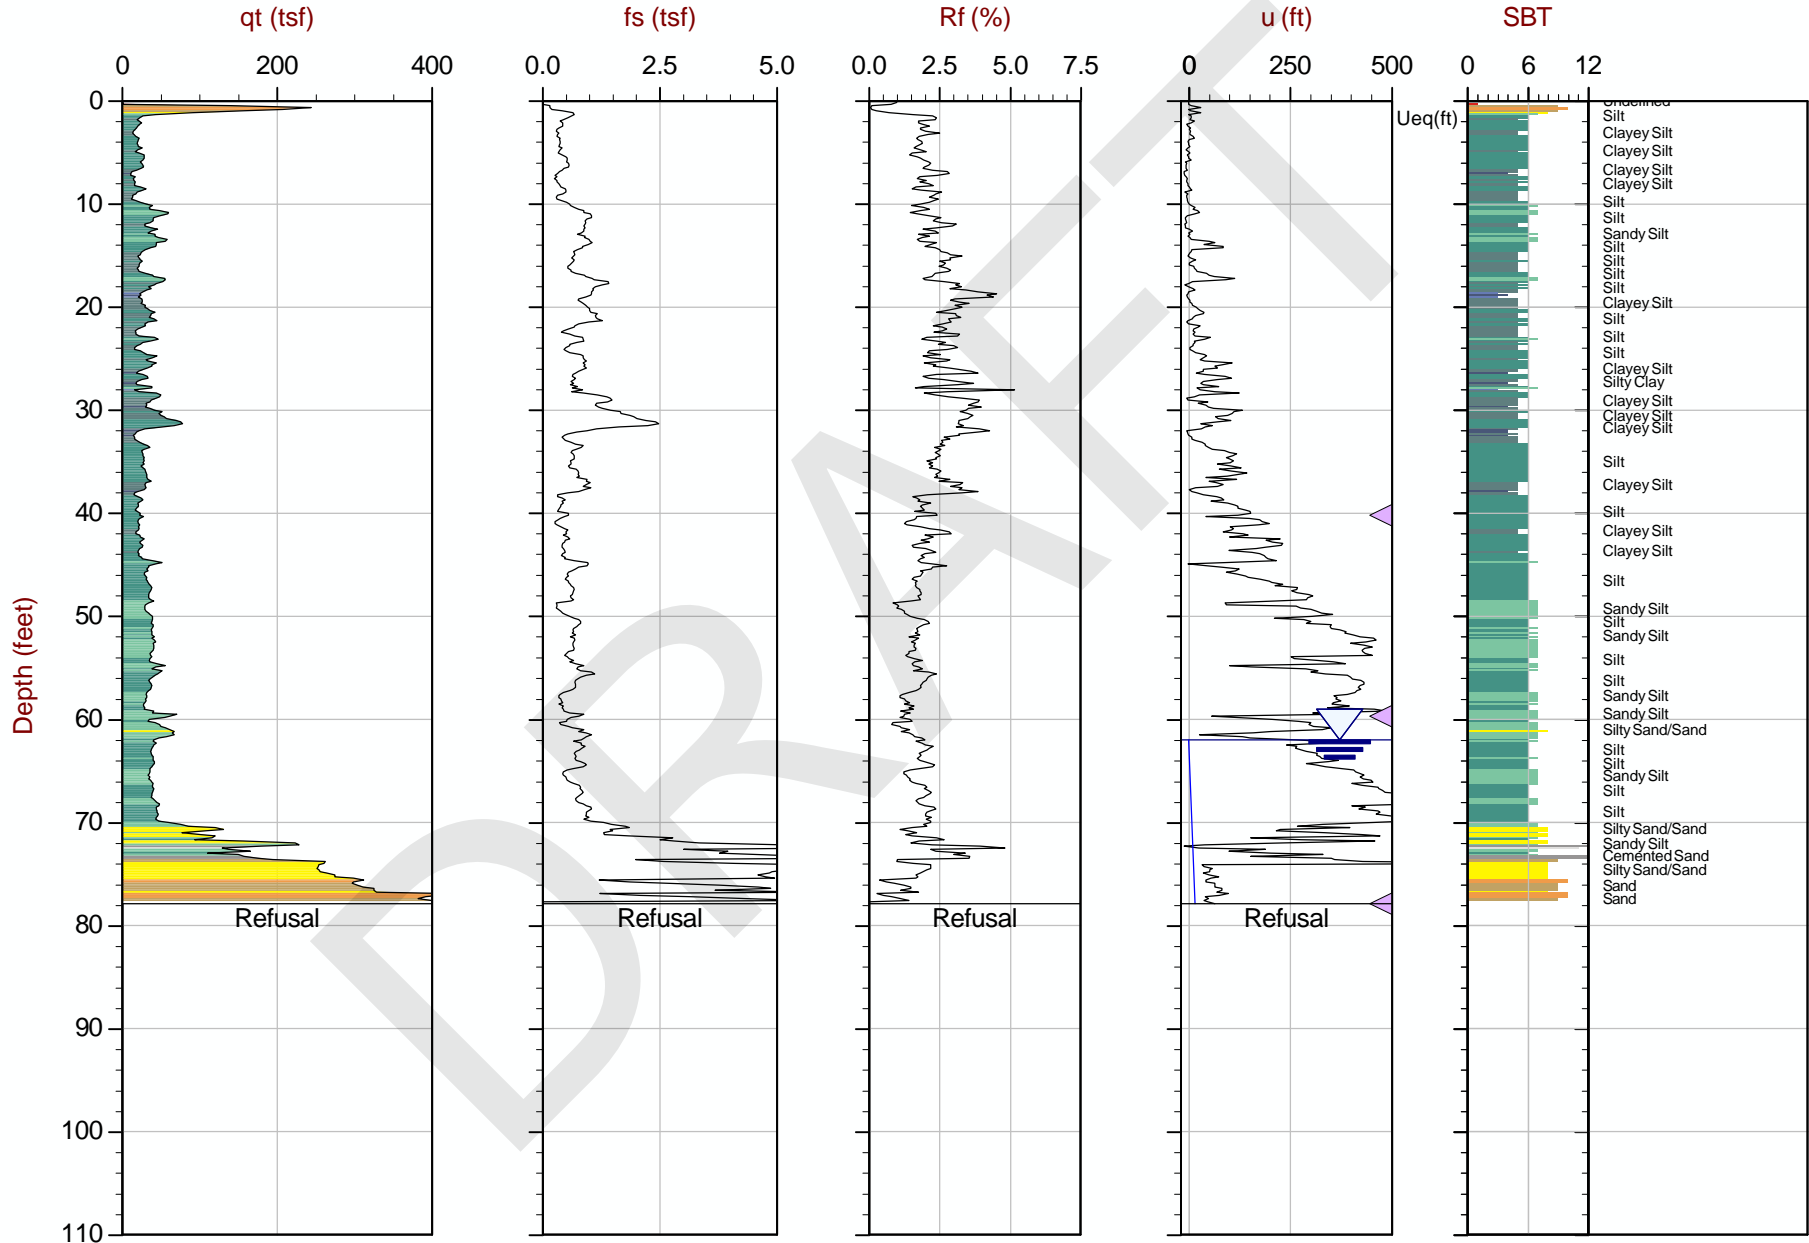 qt (tsf) fs (tsf) Rf (%) u (ft) SBT
0 200 400 0.0 2.5 5.0 0.0 2.5 5.0 7.5 0 250 500 0 6 12
0
10
20
30
40
50
60
70
80
90
100
110
Depth (feet)
Refusal Refusal Refusal Refusal
Ueq(ft)
DRAFT
Undefined
Silt
Clayey Silt
Clayey Silt
Clayey Silt
Clayey Silt
Silt
Silt
Sandy Silt
Silt
Silt
Silt
Silt
Clayey Silt
Silt
Silt
Silt
Clayey Silt
Silty Clay
Clayey Silt
Clayey Silt
Clayey Silt
Silt
Clayey Silt
Silt
Clayey Silt
Clayey Silt
Silt
Sandy Silt
Silt
Sandy Silt
Silt
Silt
Sandy Silt
Sandy Silt
Silty Sand/Sand
Silt
Silt
Sandy Silt
Silt
Silt
Silty Sand/Sand
Sandy Silt
Cemented Sand
Silty Sand/Sand
Sand
Sand